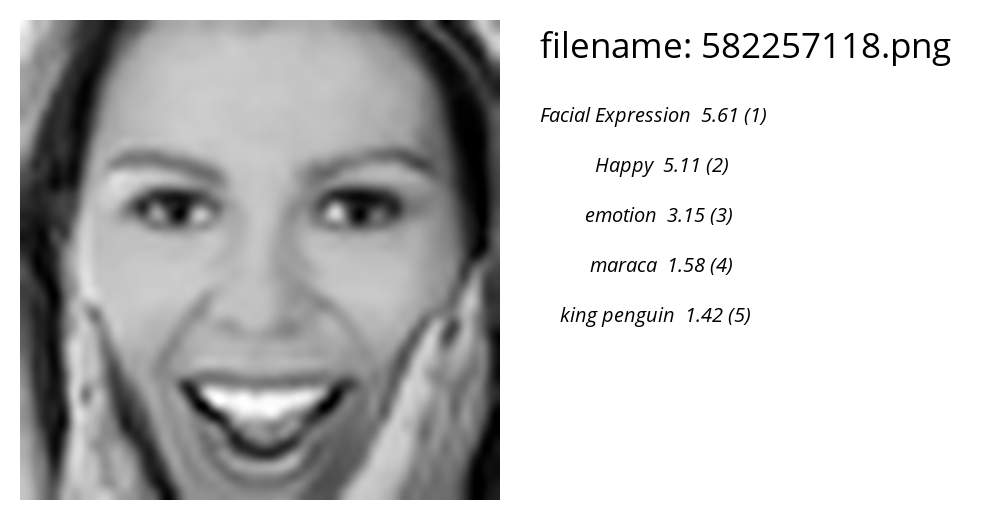 filename: 582257118.png
Facial Expression 5.61 (1)
Happy 5.11 (2)
emotion 3.15 (3)
maraca 1.58 (4)
king penguin 1.42 (5)